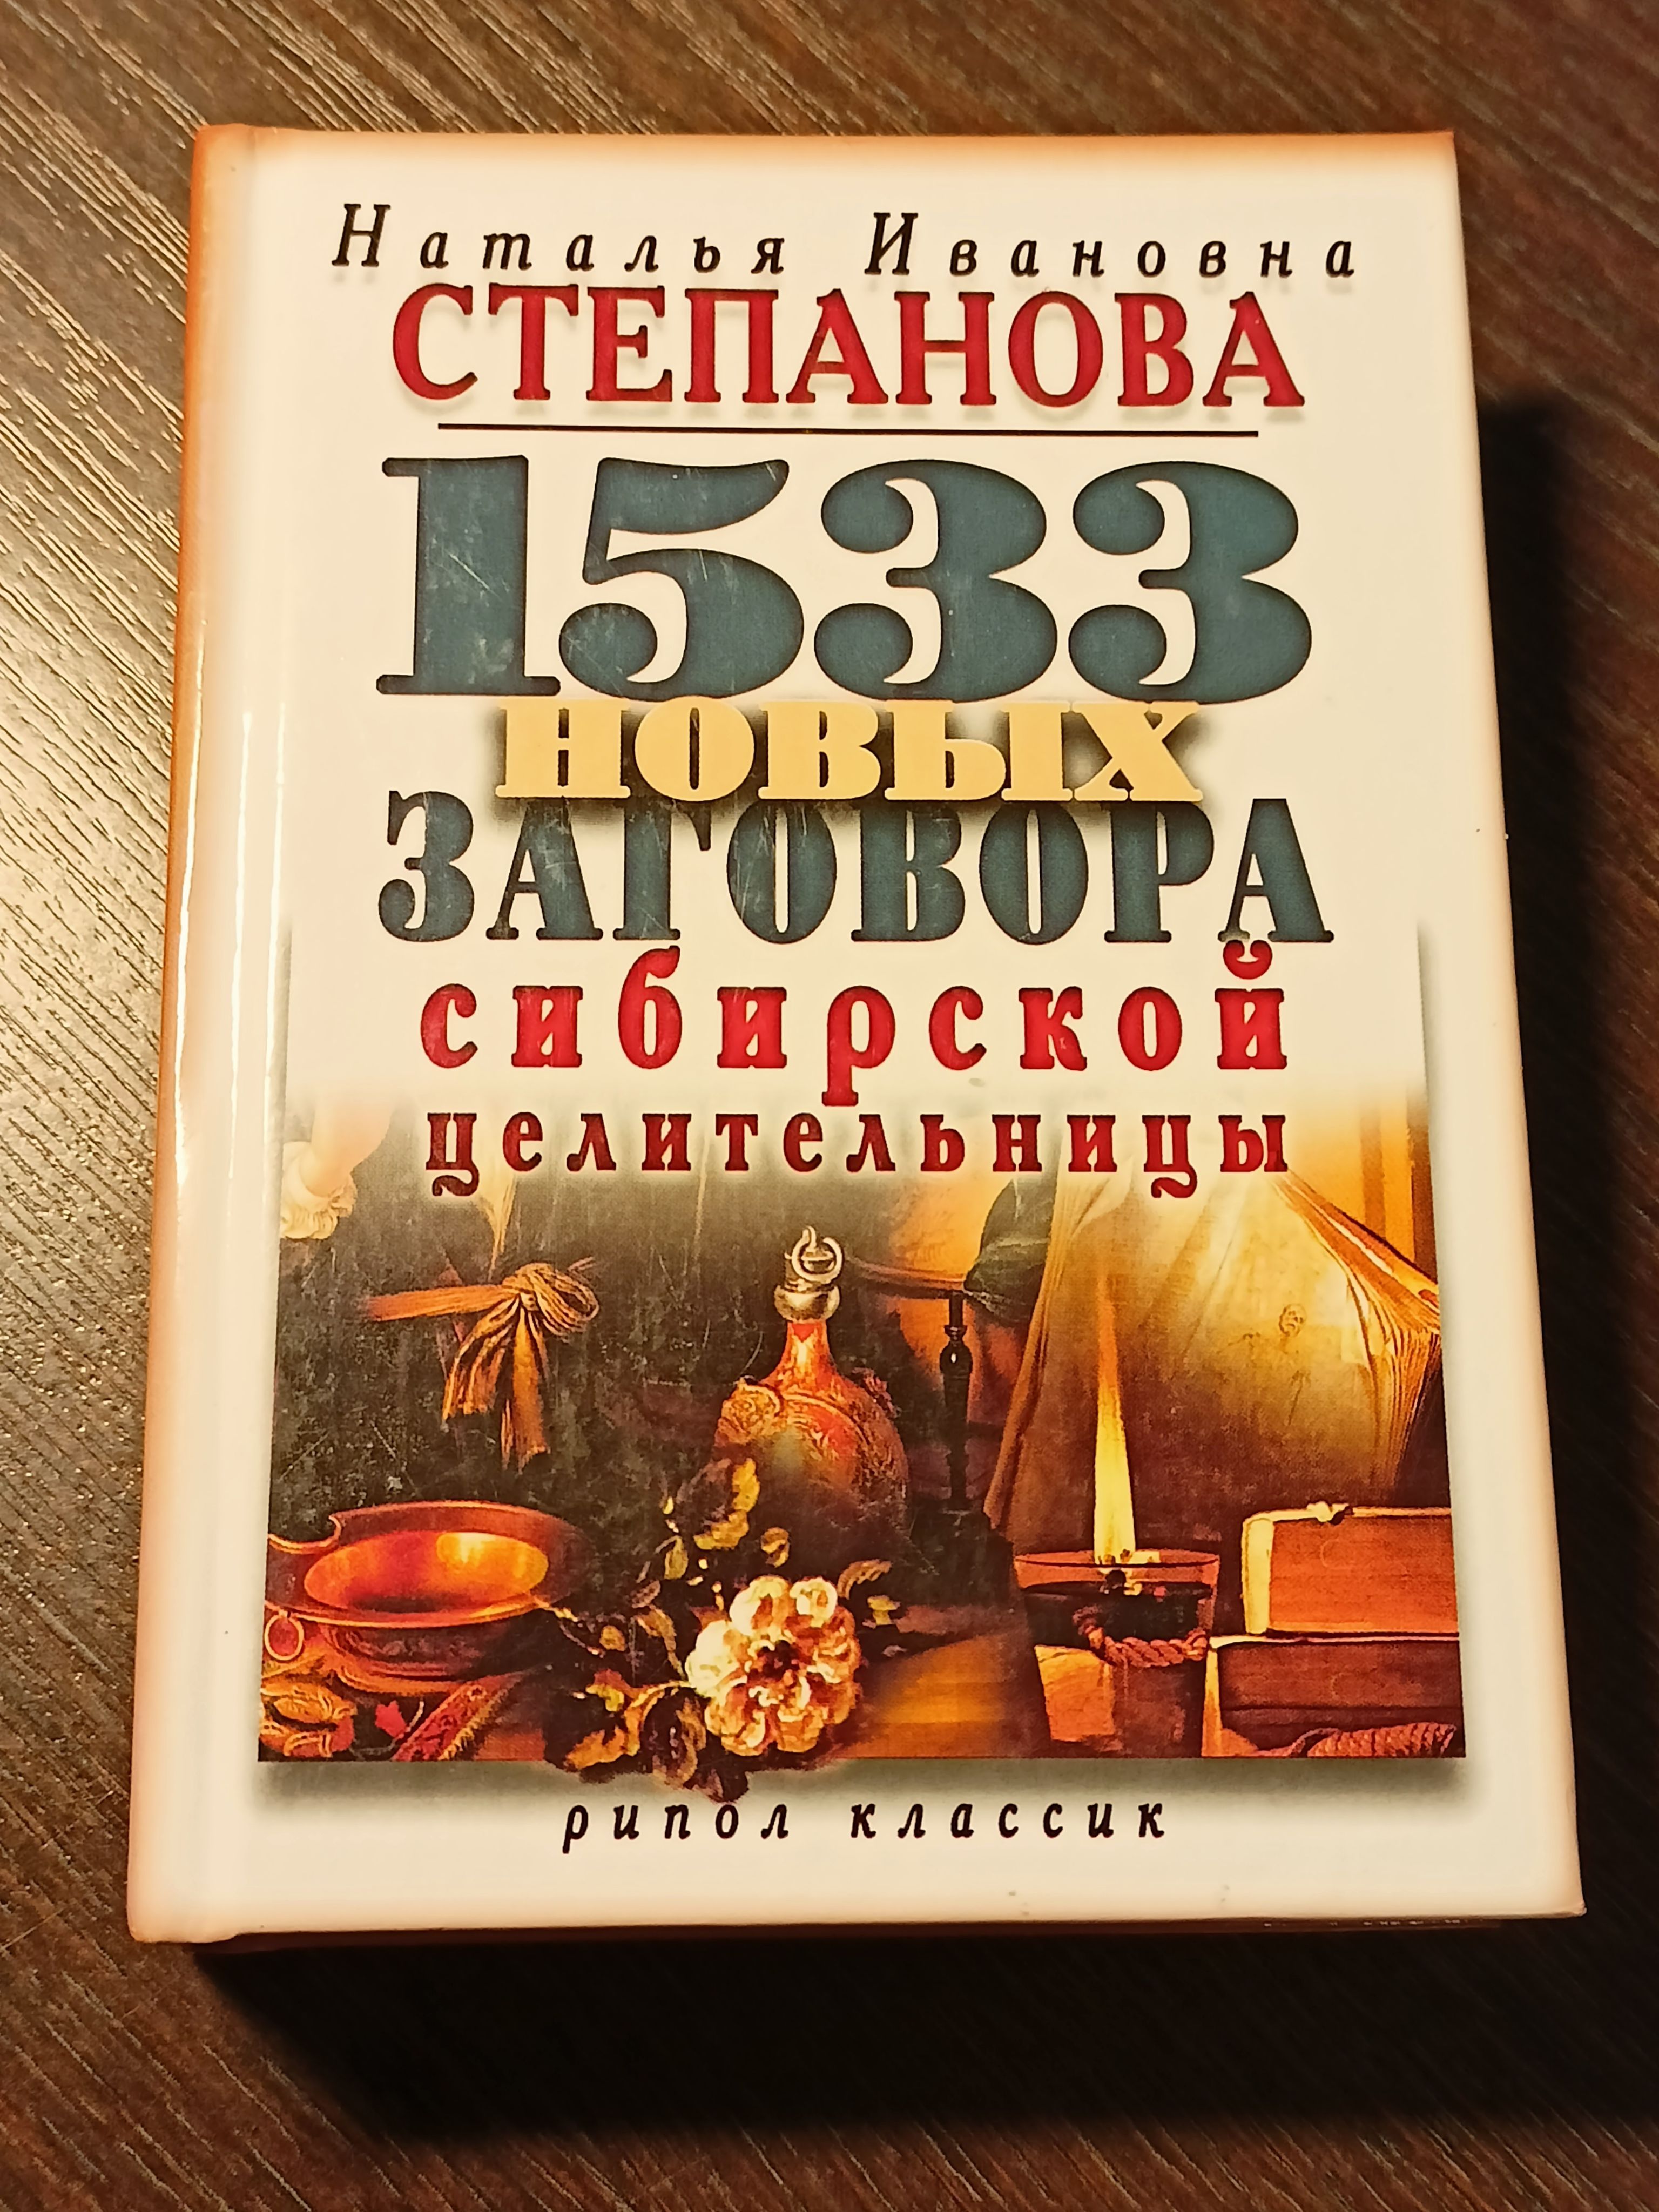 Наталья Ивановна
СТЕПАНОВА
1533
НОВЫХ
ЗАГОВОРА
сибирской
целительницы
рипол классик